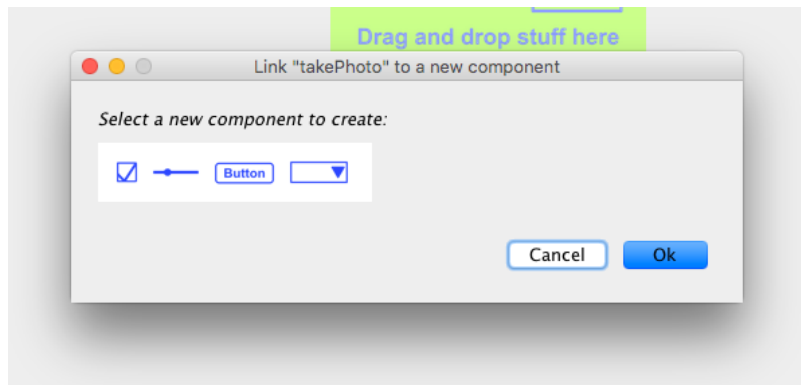 Drag and drop stuff here
Link "takePhoto" to a new component
Select a new component to create:
Button
Cancel Ok